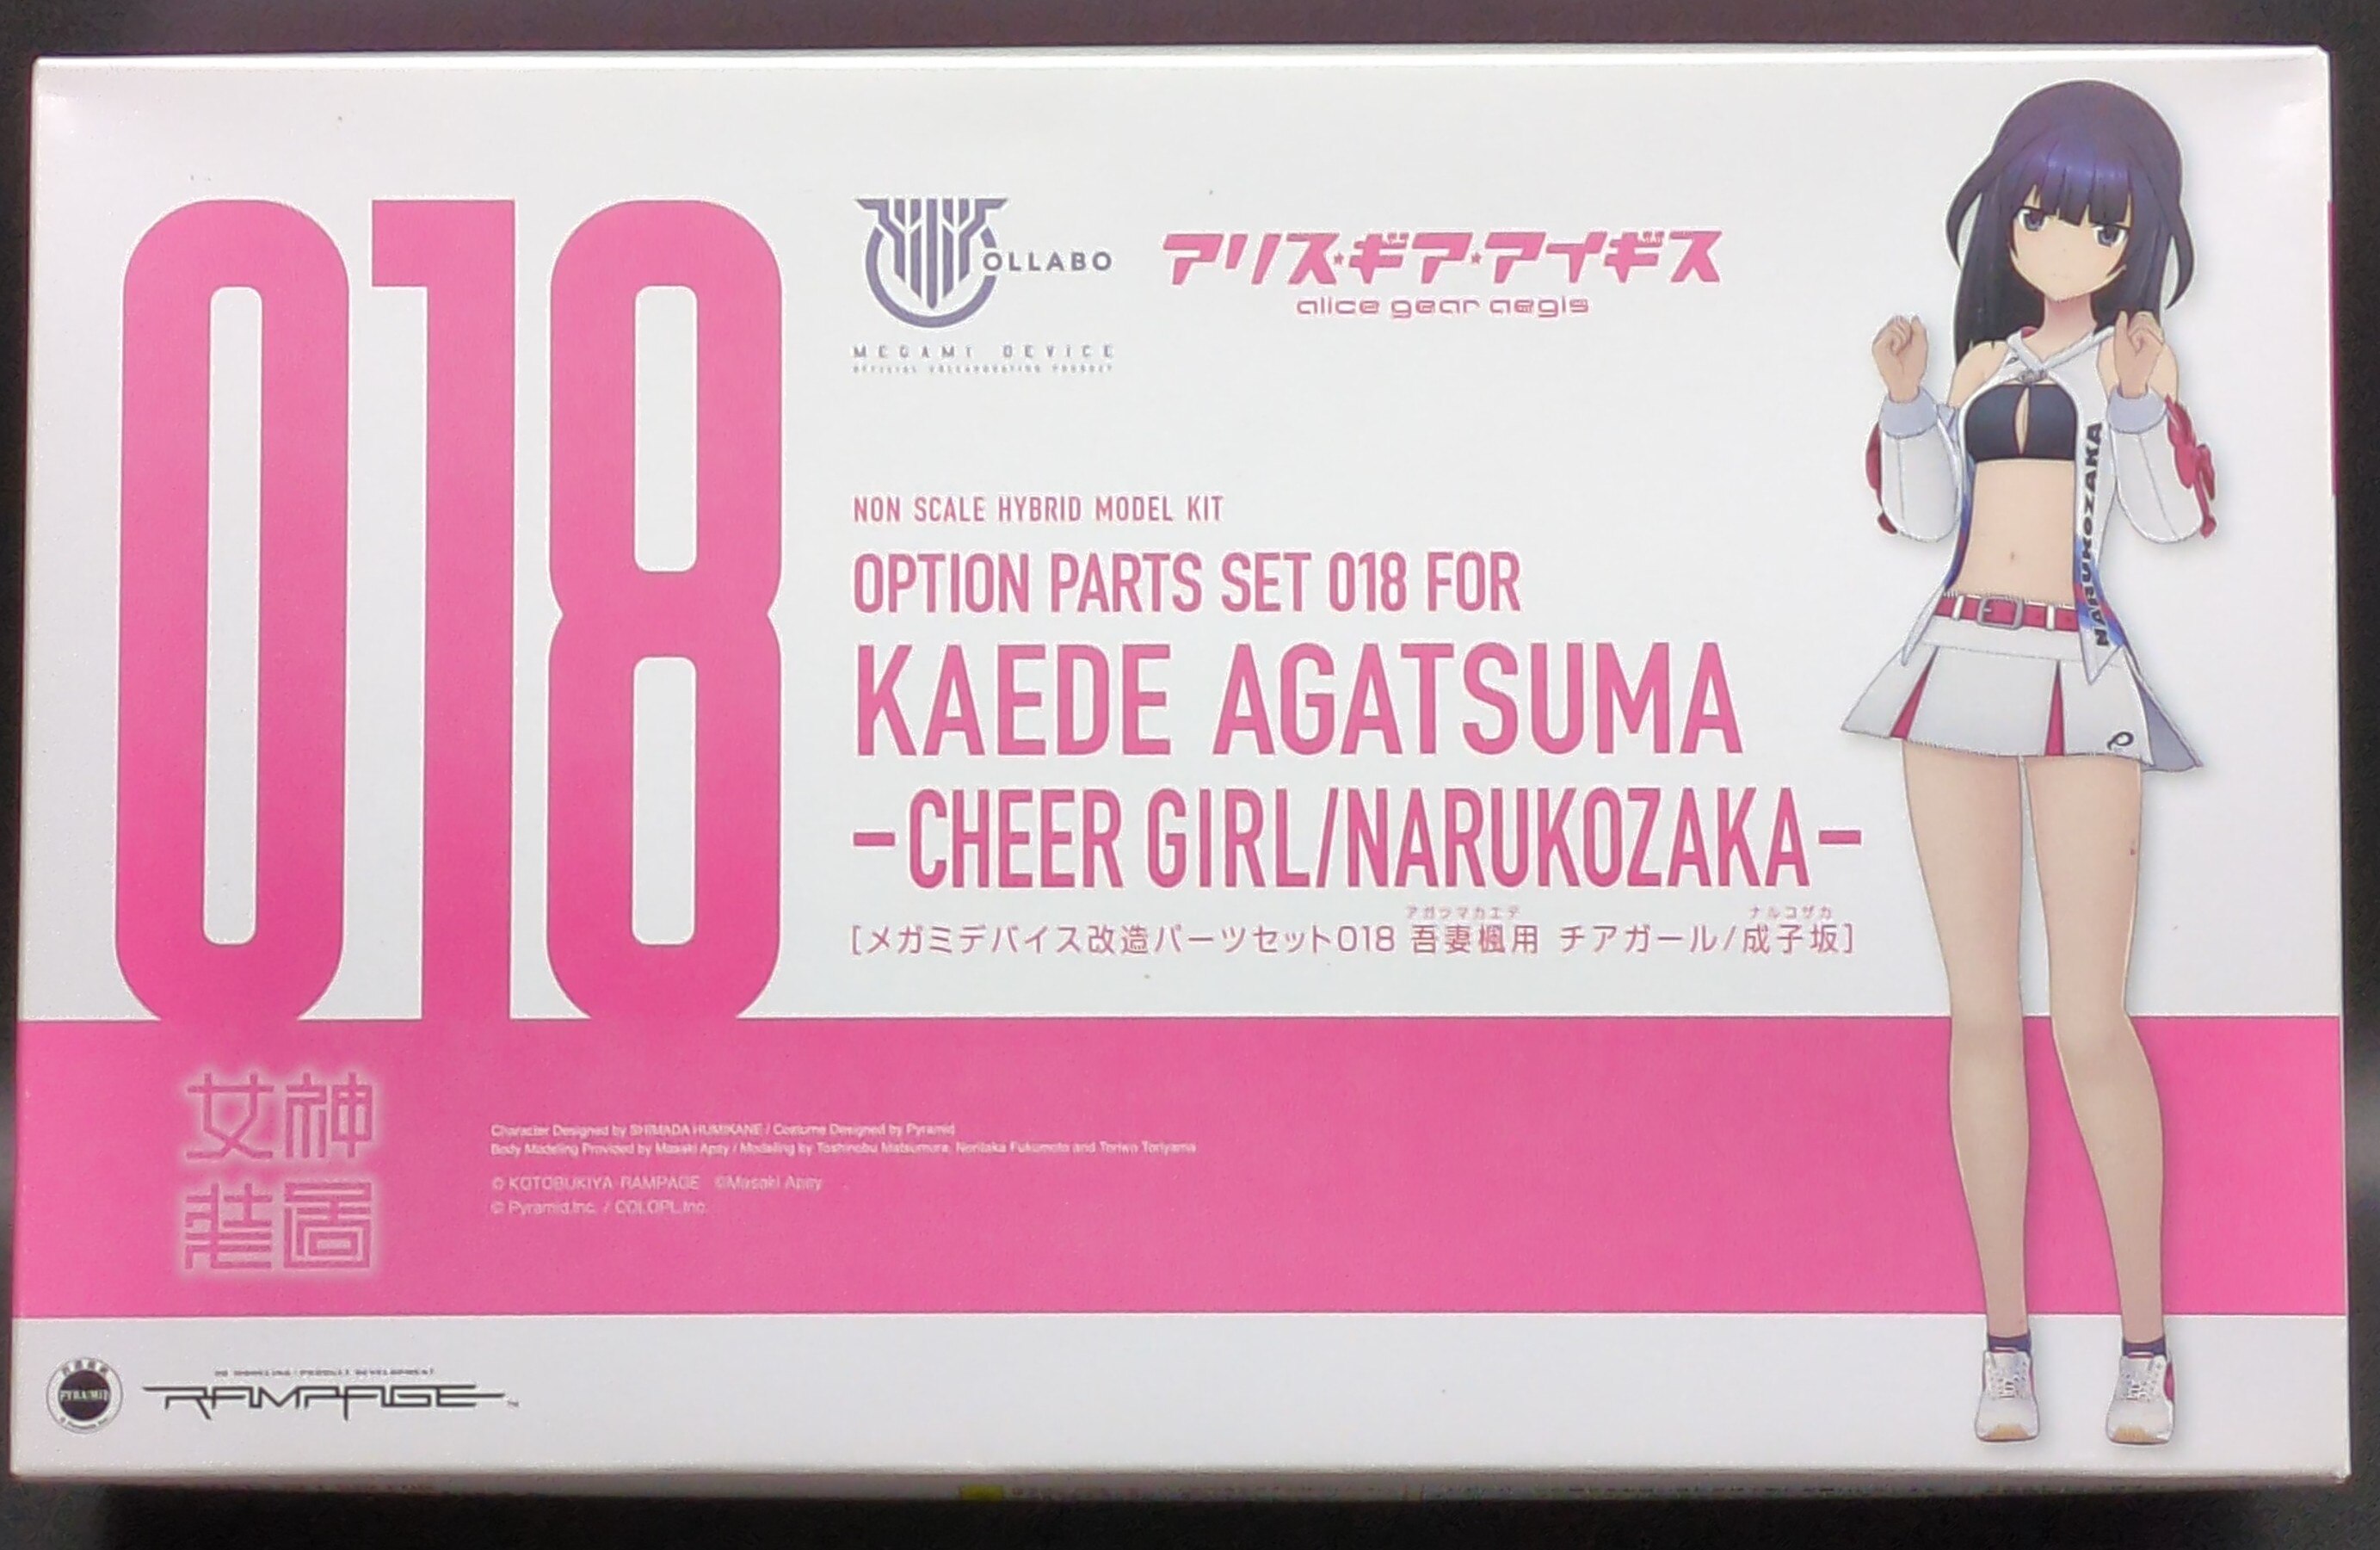 018
OLLABO
MEGAMI DEVICE
OFFICIAL COLLABORATION PRODUCT
アリス・ギア・アイギス
alice gear aegis
NON SCALE HYBRID MODEL KIT
OPTION PARTS SET 018 FOR
KAEDE AGATSUMA
-CHEER GIRL/NARUKOZAKA-
アガツマカエデ ナルコザカ
[メガミデバイス改造パーツセット018 吾妻楓用 チアガール/成子坂]
NARUKOZAKA
女神
装居
Character Designed by SHIMADA HUMIKANE / Costume Designed by Pyramid
Body Modeling Provided by Masaki Apsy / Modeling by Toshinobu Matsumura, Noritaka Fukumoto and Toriwo Toriyama
© KOTOBUKIYA・RAMPAGE ©Masaki Apsy
© Pyramid,Inc. / COLOPL,Inc.
PYRAMID
RAMPAGE™